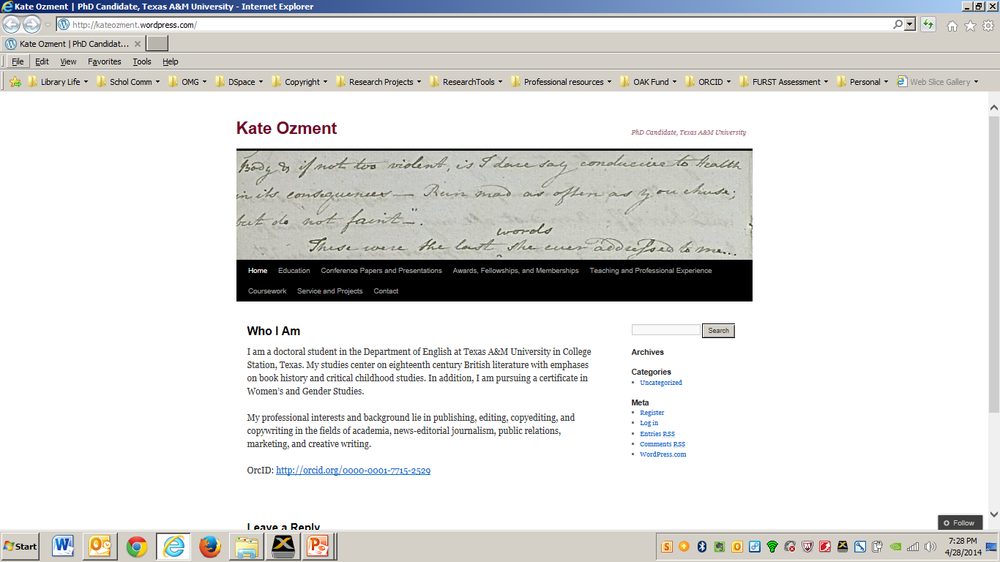 Kate Ozment | PhD Candidate, Texas A&M University - Internet Explorer
http://kateozment.wordpress.com/
Kate Ozment | PhD Candidat...
File Edit View Favorites Tools Help
Library Life Schol Comm OMG DSpace Copyright Research Projects ResearchTools Professional resources OAK Fund ORCID FURST Assessment Personal Web Slice Gallery
Kate Ozment
PhD Candidate, Texas A&M University
Body & if not too violent, is I dare say conducive to Health
in its consequences — Run mad as often as you chuse;
but do not faint—".
words
These were the last ^ she ever addressed to me...
Home Education Conference Papers and Presentations Awards, Fellowships, and Memberships Teaching and Professional Experience
Coursework Service and Projects Contact
Who I Am
I am a doctoral student in the Department of English at Texas A&M University in College
Station, Texas. My studies center on eighteenth century British literature with emphases
on book history and critical childhood studies. In addition, I am pursuing a certificate in
Women's and Gender Studies.
My professional interests and background lie in publishing, editing, copyediting, and
copywriting in the fields of academia, news-editorial journalism, public relations,
marketing, and creative writing.
OrcID: http://orcid.org/0000-0001-7715-2529
Leave a Reply
Search
Archives
Categories
Uncategorized
Meta
Register
Log in
Entries RSS
Comments RSS
WordPress.com
Follow
Start
7:28 PM
4/28/2014